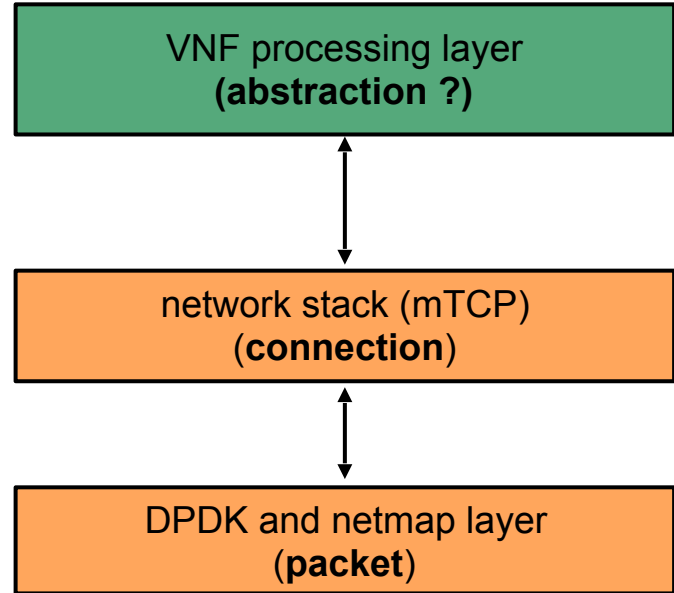 VNF processing layer
(abstraction ?)
network stack (mTCP)
(connection)
DPDK and netmap layer
(packet)